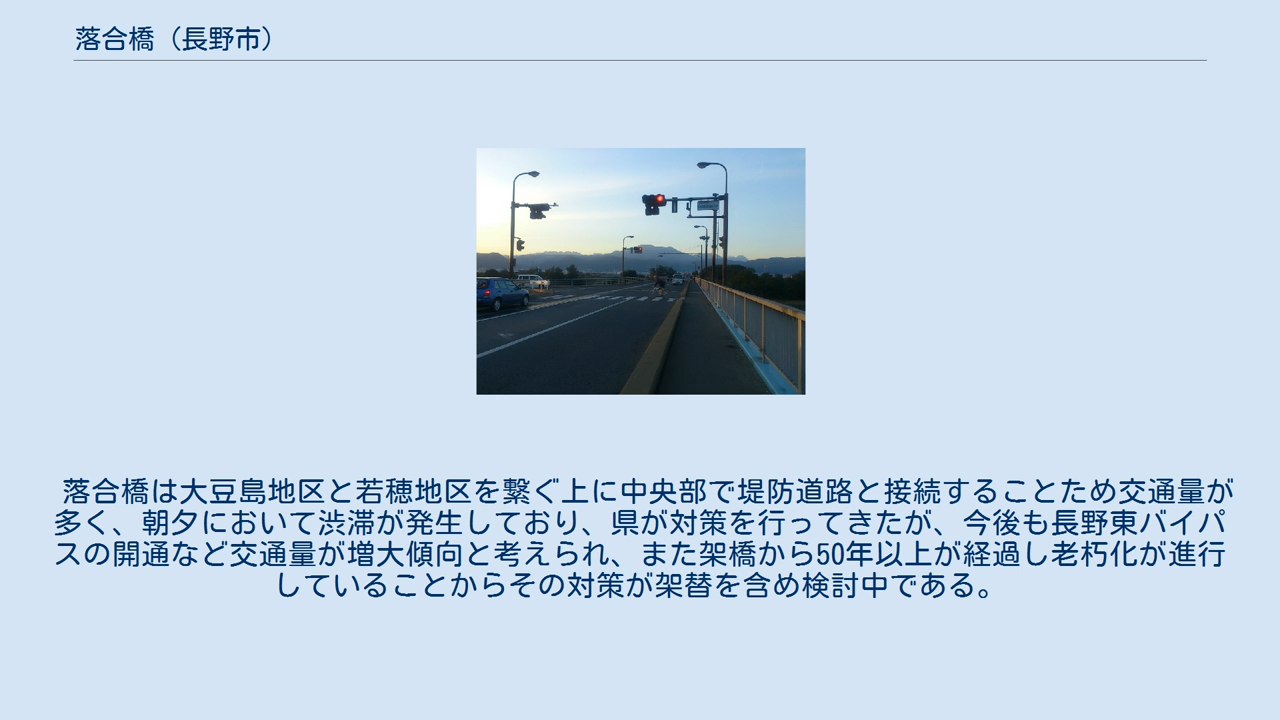 落合橋（長野市）
落合橋は大豆島地区と若穂地区を繋ぐ上に中央部で堤防道路と接続することため交通量が
多く、朝夕において渋滞が発生しており、県が対策を行ってきたが、今後も長野東バイパ
スの開通など交通量が増大傾向と考えられ、また架橋から50年以上が経過し老朽化が進行
していることからその対策が架替を含め検討中である。